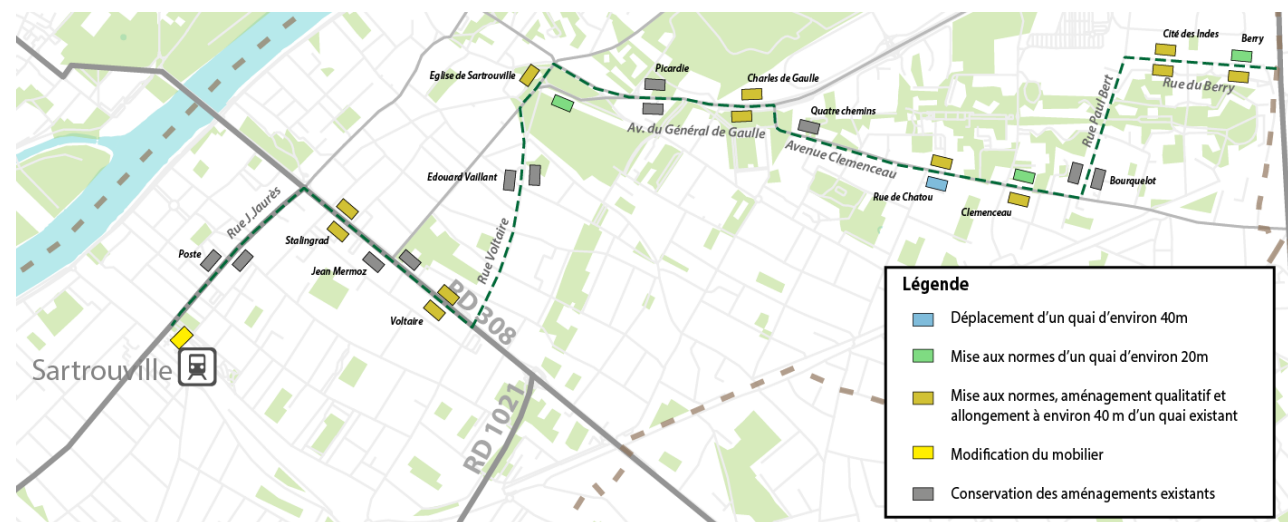 Cité des Indes
Berry
Eglise de Sartrouville
Picardie
Charles de Gaulle
Rue du Berry
Quatre chemins
Av. du Général de Gaulle
Rue Paul Bert
Avenue Clemenceau
Edouard Vaillant
Bourquelot
Rue de Chatou
Clemenceau
Rue J.Jaurès
Stalingrad
Rue Voltaire
Poste
Jean Mermoz
Voltaire
RD 308
Sartrouville
RD 1021
Légende
Déplacement d'un quai d'environ 40m
Mise aux normes d'un quai d'environ 20m
Mise aux normes, aménagement qualitatif et
allongement à environ 40 m d'un quai existant
Modification du mobilier
Conservation des aménagements existants